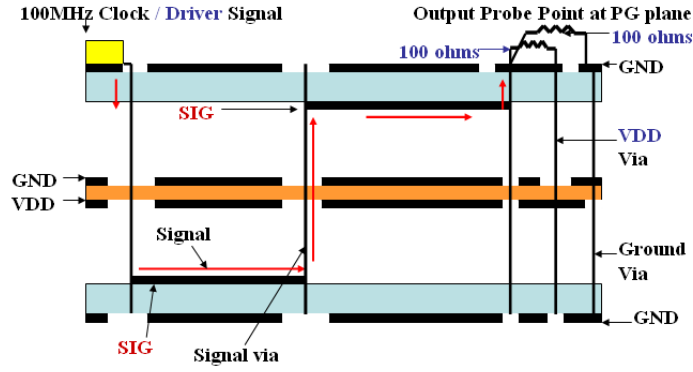 100MHz Clock / Driver Signal
Output Probe Point at PG plane
100 ohms
100 ohms
GND
SIG
VDD
Via
GND
VDD
Signal
Ground
Via
SIG
Signal via
GND